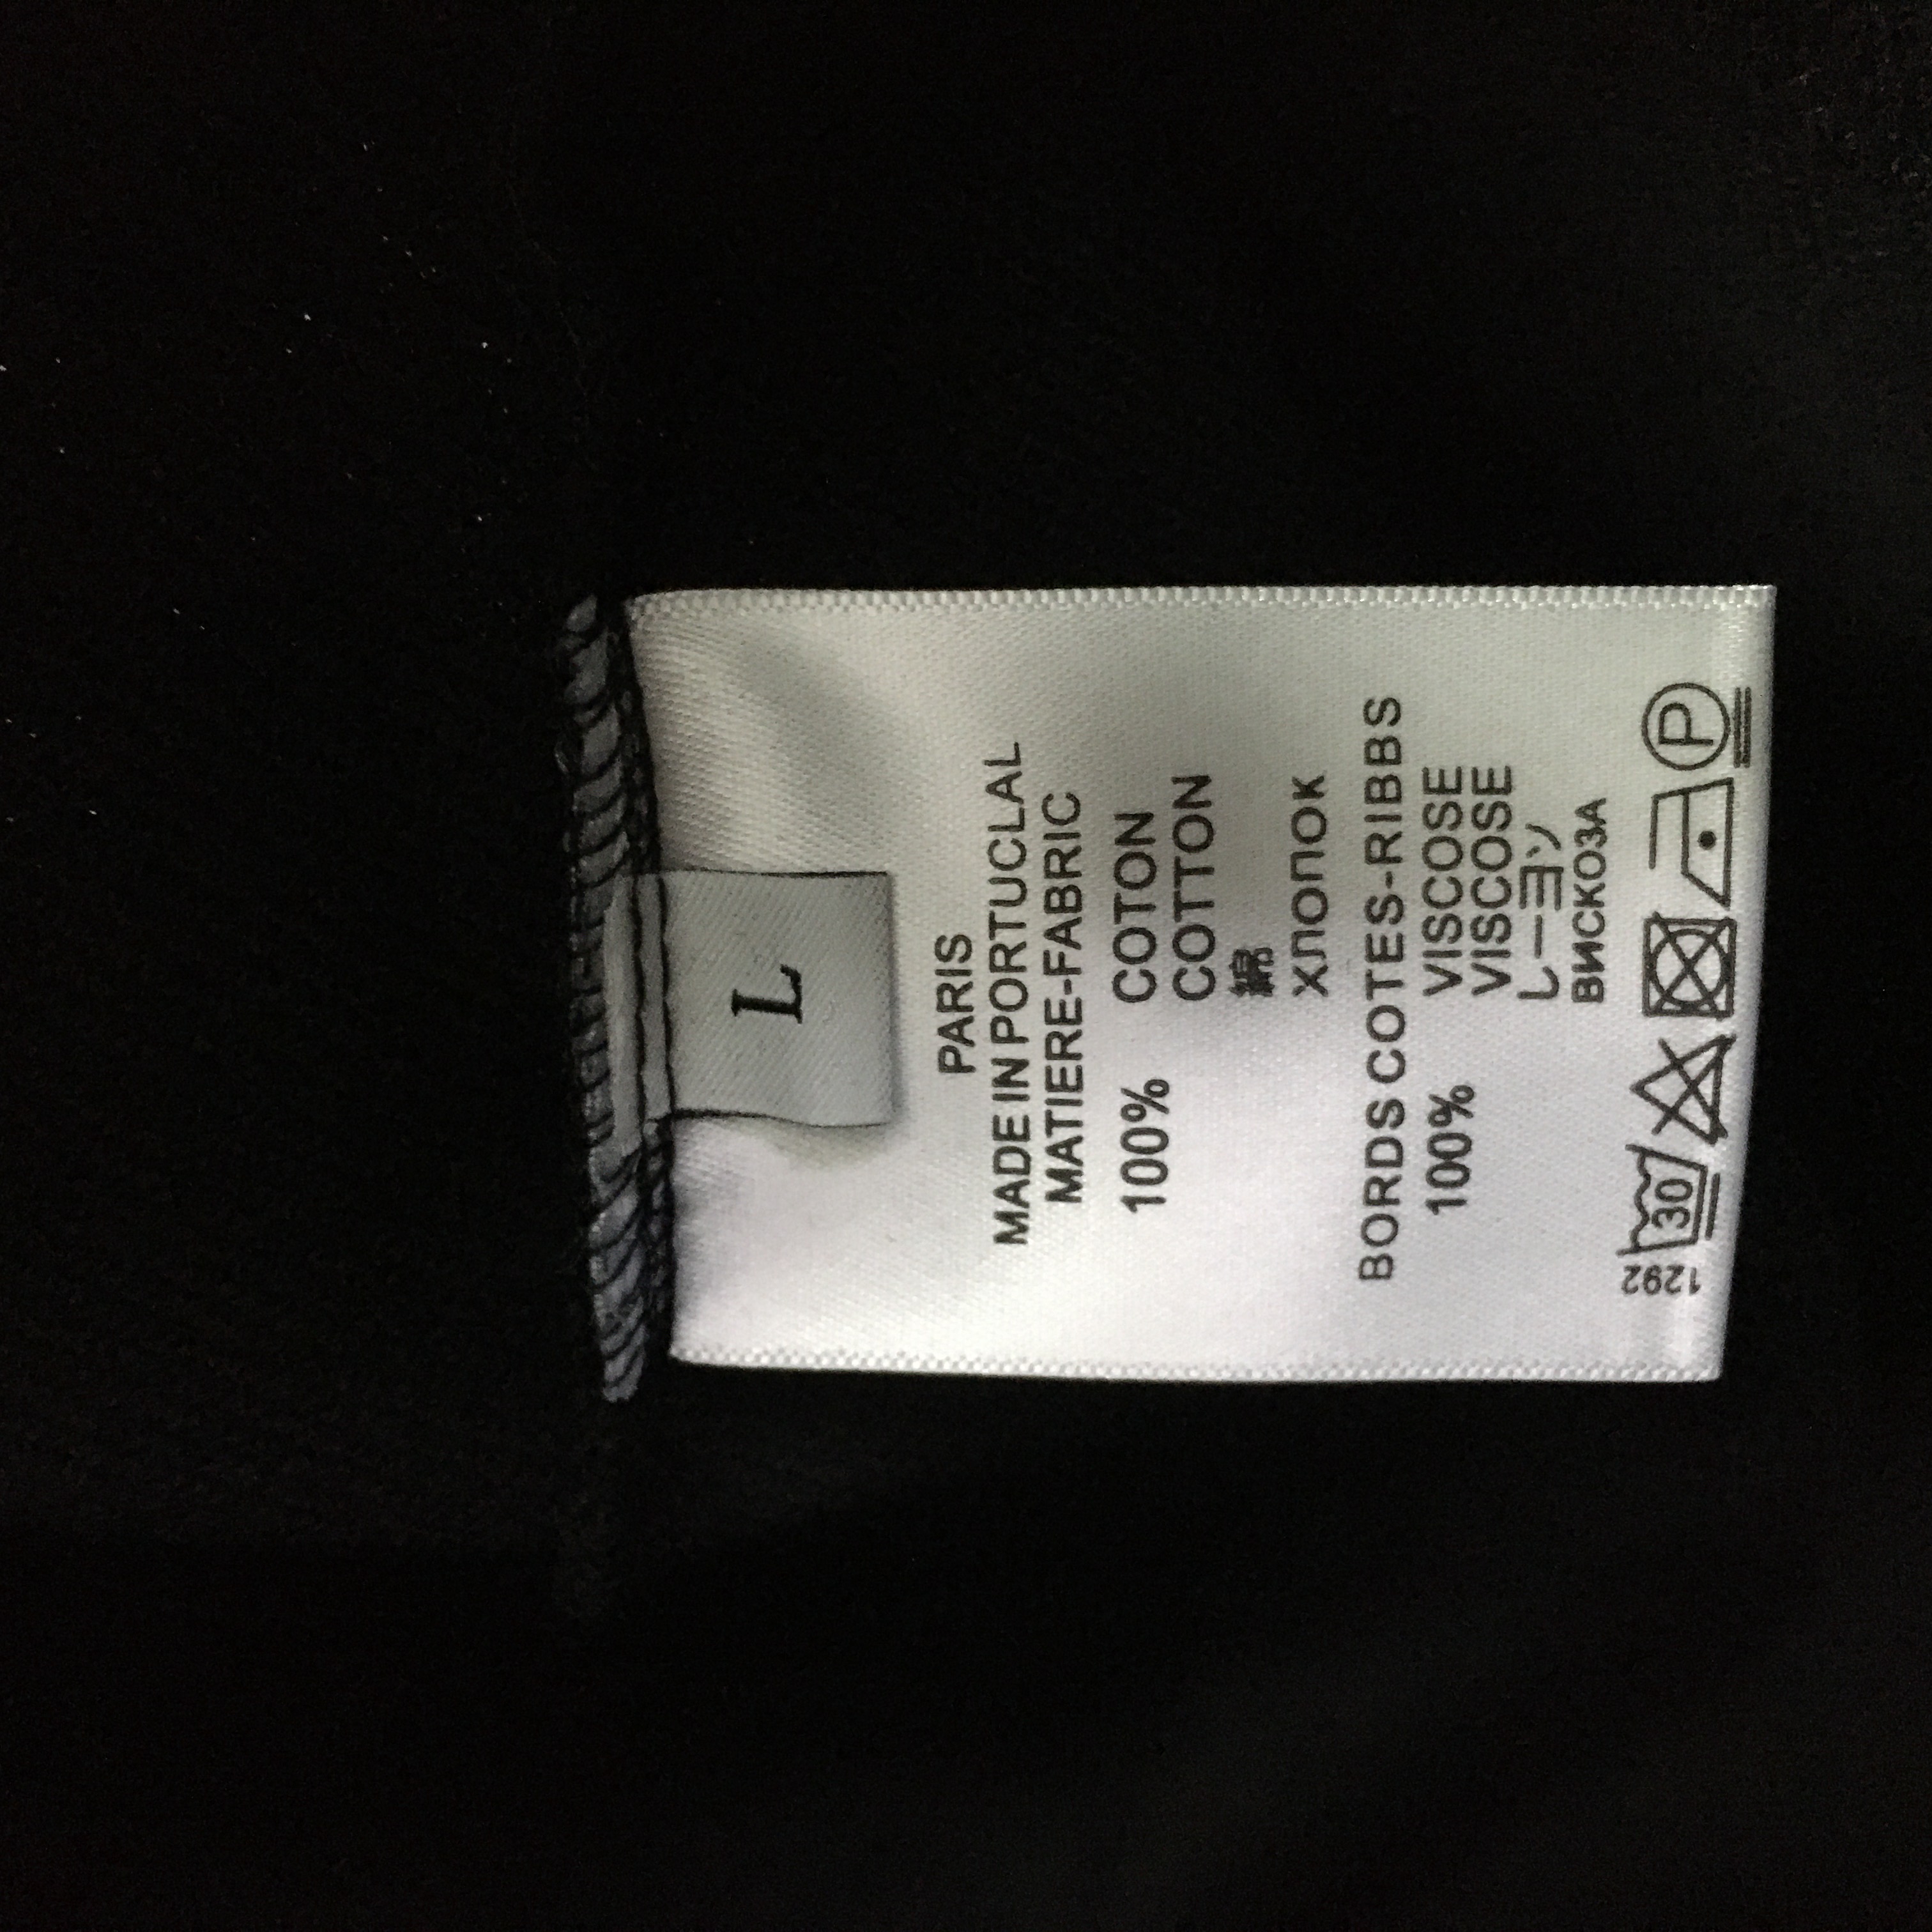 L
PARIS
MADE IN PORTUCLAL
MATIERE-FABRIC
100% COTON
COTTON
綿
ХЛОПОК
BORDS COTES-RIBBS
100% VISCOSE
VISCOSE
レーヨソ
ВИСКОЗА
1292 30 P